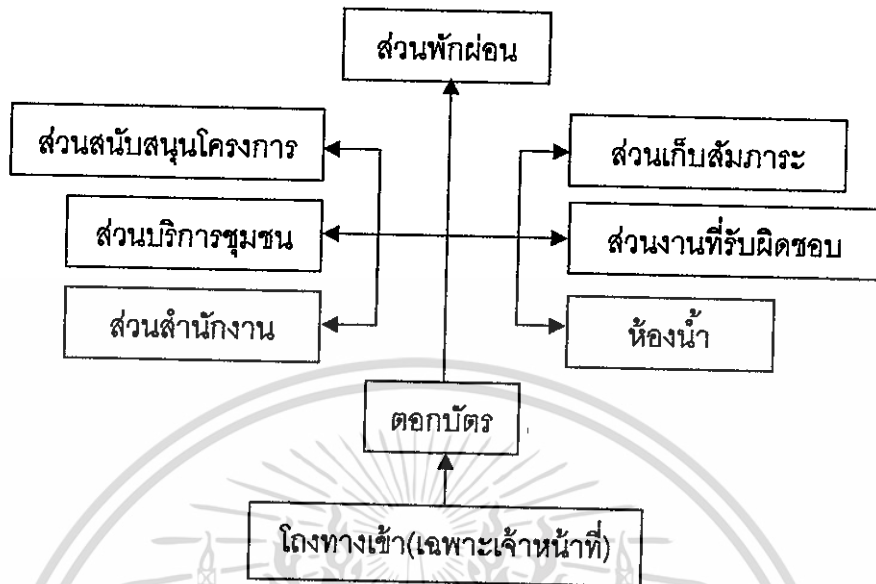 ส่วนพักผ่อน
ส่วนสนับสนุนโครงการ
ส่วนเก็บสัมภาระ
ส่วนบริการชุมชน
ส่วนงานที่รับผิดชอบ
ส่วนสำนักงาน
ห้องน้ำ
ตอกบัตร
โถงทางเข้า(เฉพาะเจ้าหน้าที่)